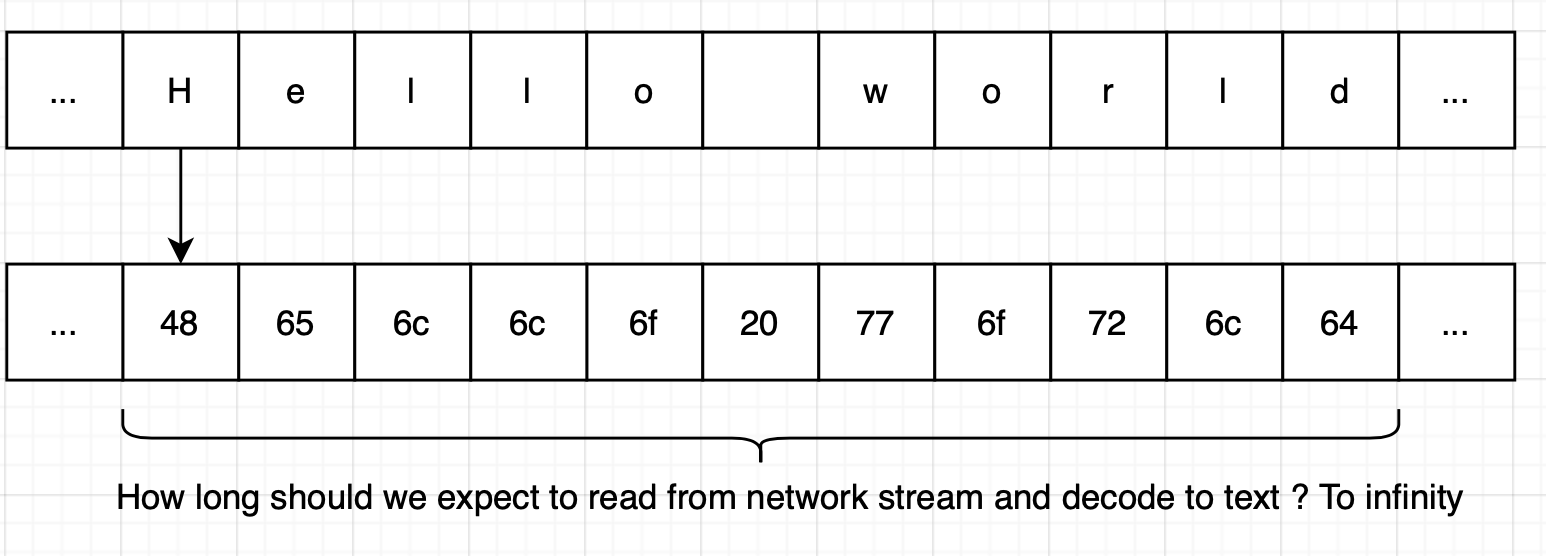 ... H e l l o w o r l d ...
... 48 65 6c 6c 6f 20 77 6f 72 6c 64 ...
How long should we expect to read from network stream and decode to text ? To infinity